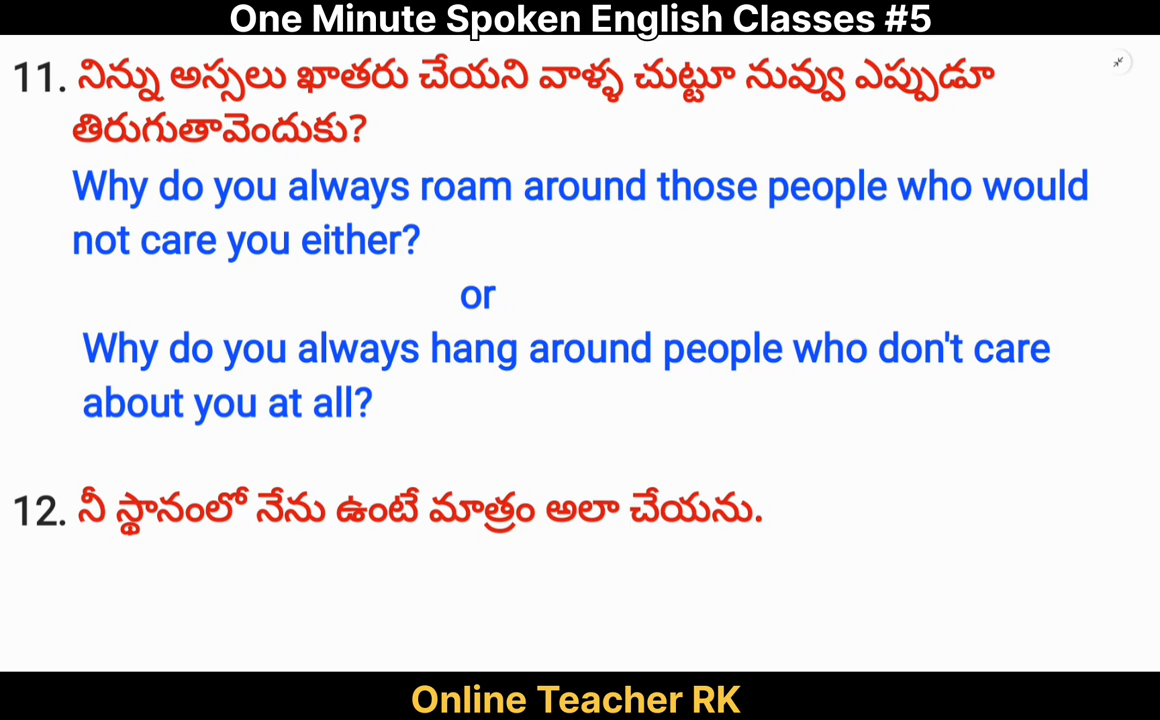 One Minute Spoken English Classes #5
11. నిన్ను అస్సలు ఖాతరు చేయని వాళ్ళ చుట్టూ నువ్వు ఎప్పుడూ
తిరుగుతావెందుకు?
Why do you always roam around those people who would
not care you either?
or
Why do you always hang around people who don't care
about you at all?
12. నీ స్థానంలో నేను ఉంటే మాత్రం అలా చేయను.
Online Teacher RK